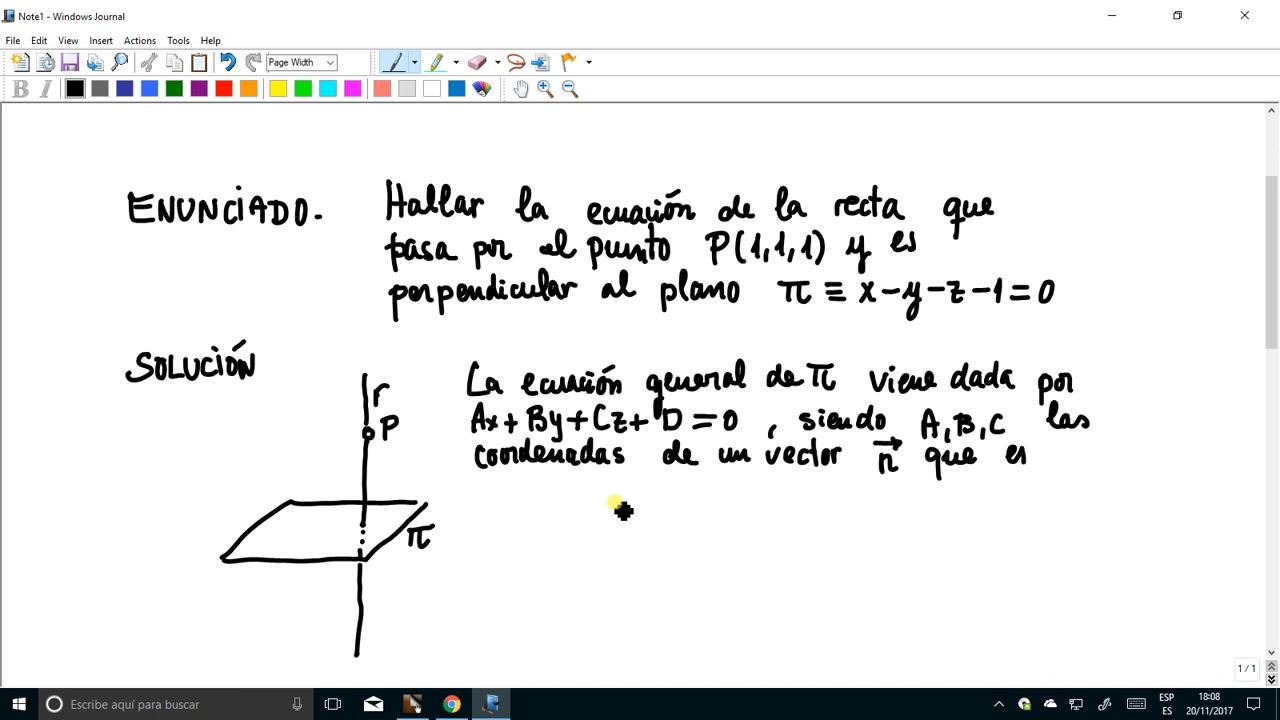 Note1 - Windows Journal
File Edit View Insert Actions Tools Help
Page Width
B I
ENUNCIADO. Hallar la ecuación de la recta que
pasa por el punto P(1,1,1) y es
perpendicular al plano π ≡ x-y-z-1=0
SOLUCIÓN
La ecuación general de π viene dada por
Ax+By+Cz+D=0, siendo A,B,C las
coordenadas de un vector n⃗ que es
r
P
π
1 / 1
Escribe aquí para buscar
ESP
ES
18:08
20/11/2017